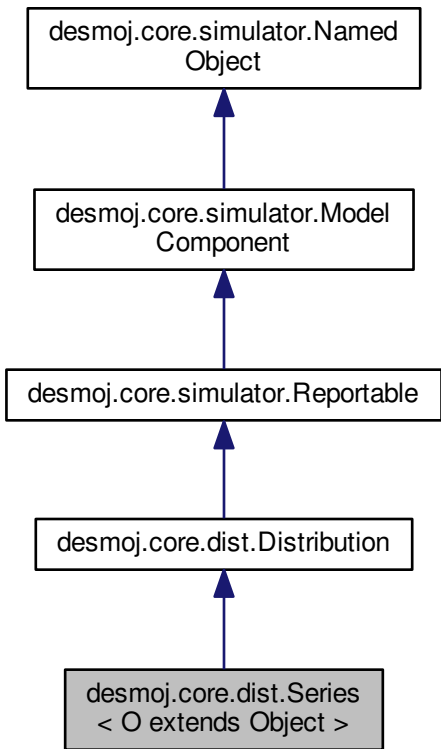 desmoj.core.simulator.Named
Object
desmoj.core.simulator.Model
Component
desmoj.core.simulator.Reportable
desmoj.core.dist.Distribution
desmoj.core.dist.Series
< O extends Object >